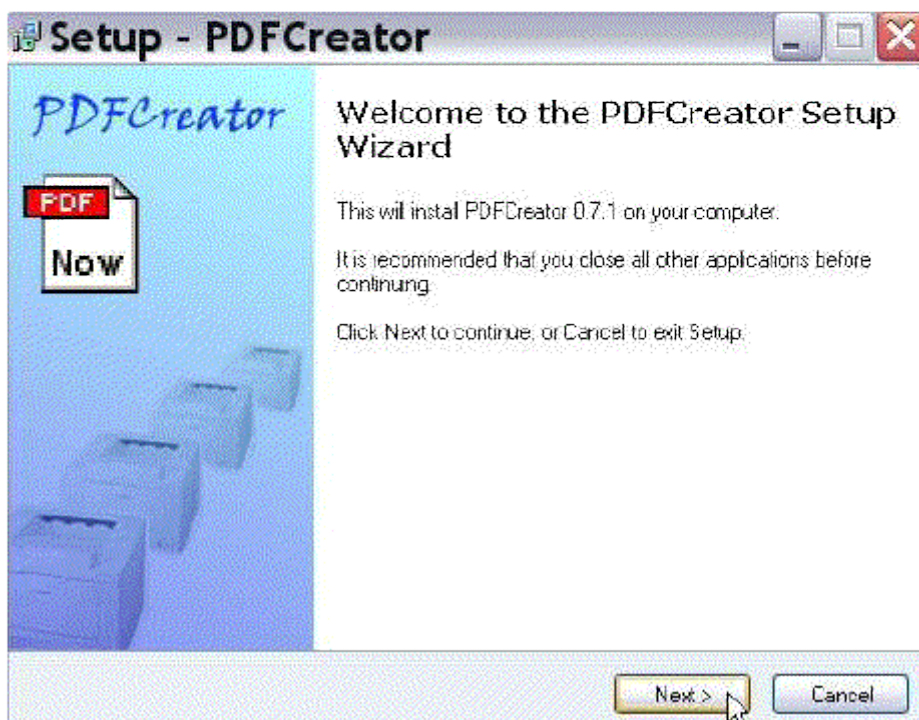 Setup - PDFCreator
PDFCreator
PDF
Now
Welcome to the PDFCreator Setup
Wizard
This will install PDFCreator 0.7.1 on your computer.
It is recommended that you close all other applications before
continuing.
Click Next to continue, or Cancel to exit Setup.
Next >
Cancel